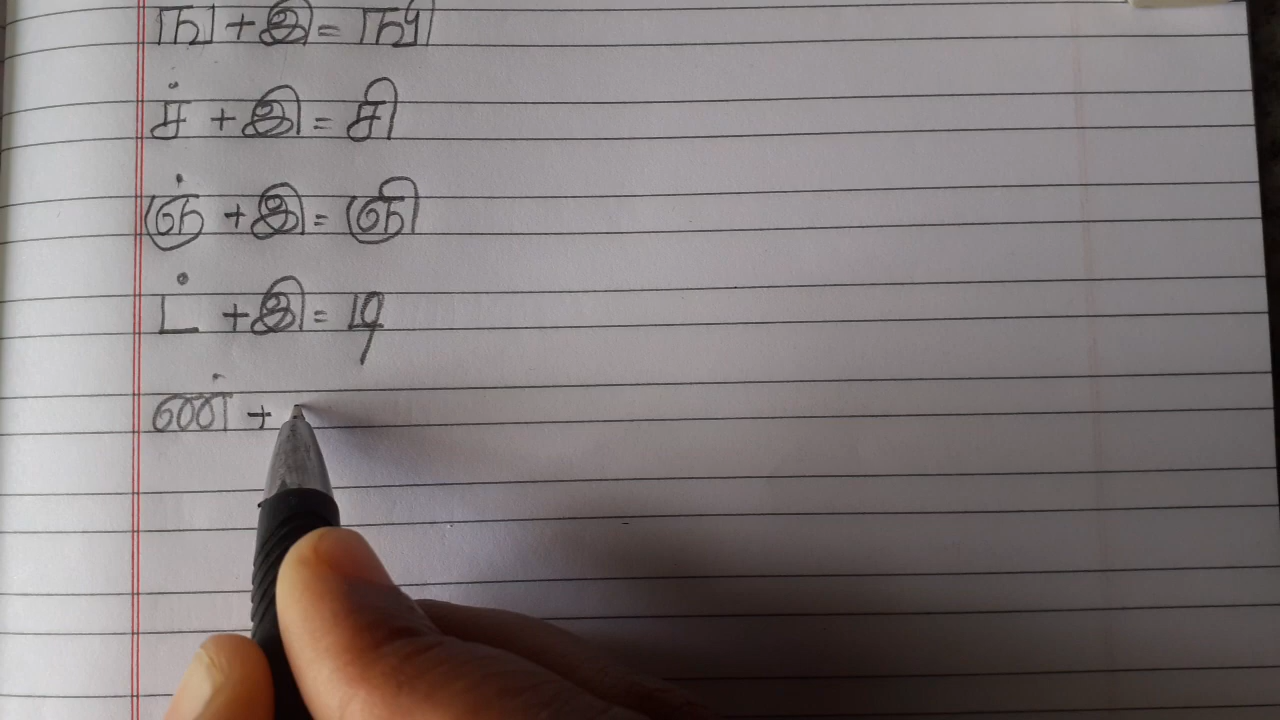 ங + இ = ஙி
ச் + இ = சி
ஞ் + இ = ஞி
ட் + இ = டி
ண் +